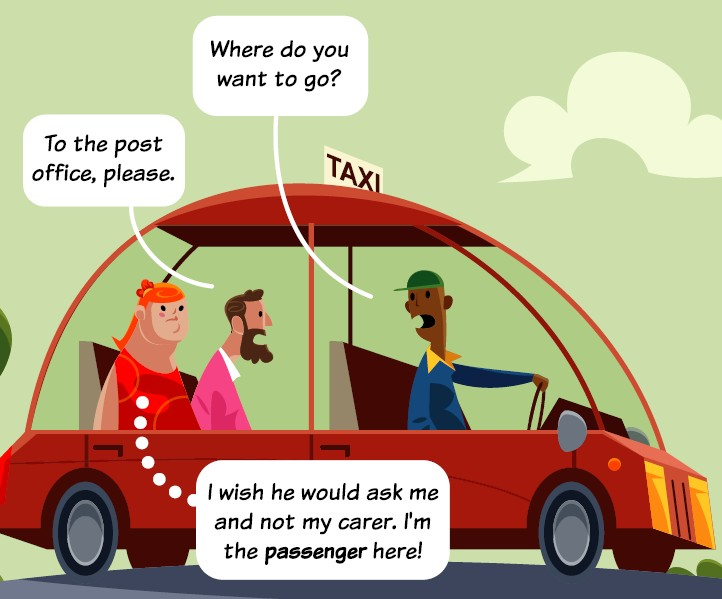 Where do you
want to go?
To the post
office, please.
TAXI
I wish he would ask me
and not my carer. I'm
the passenger here!